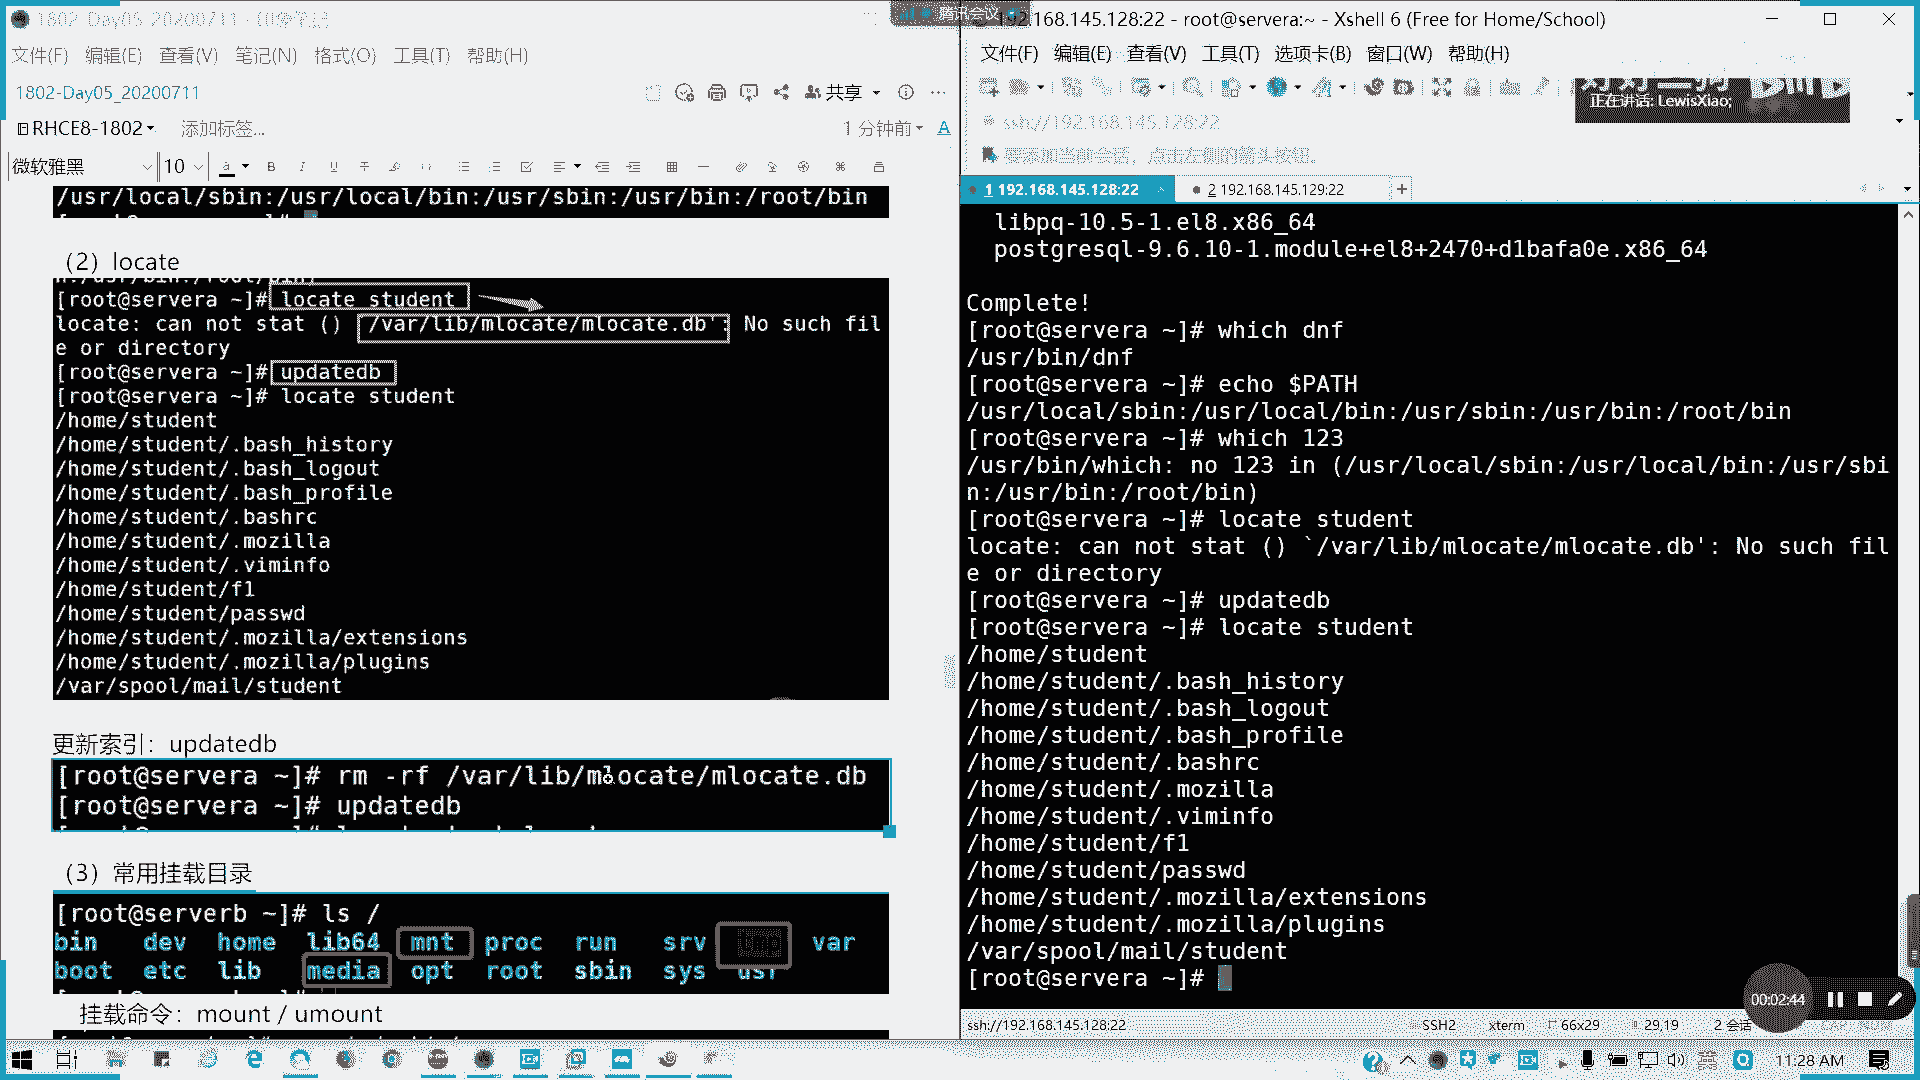 1802-Day05_20200711 - 印象笔记
文件(F) 编辑(E) 查看(V) 笔记(N) 格式(O) 工具(T) 帮助(H)
1802-Day05_20200711
共享
RHCE8-1802
添加标签...
1 分钟前
微软雅黑
10
/usr/local/sbin:/usr/local/bin:/usr/sbin:/usr/bin:/root/bin
（2）locate
[root@servera ~]# locate student
locate: can not stat () `/var/lib/mlocate/mlocate.db': No such fil
e or directory
[root@servera ~]# updatedb
[root@servera ~]# locate student
/home/student
/home/student/.bash_history
/home/student/.bash_logout
/home/student/.bash_profile
/home/student/.bashrc
/home/student/.mozilla
/home/student/.viminfo
/home/student/f1
/home/student/passwd
/home/student/.mozilla/extensions
/home/student/.mozilla/plugins
/var/spool/mail/student
更新索引：updatedb
[root@servera ~]# rm -rf /var/lib/mlocate/mlocate.db
[root@servera ~]# updatedb
（3）常用挂载目录
[root@serverb ~]# ls /
bin dev home lib64 mnt proc run srv tmp var
boot etc lib media opt root sbin sys usr
挂载命令：mount / umount
腾讯会议
192.168.145.128:22 - root@servera:~ - Xshell 6 (Free for Home/School)
文件(F) 编辑(E) 查看(V) 工具(T) 选项卡(B) 窗口(W) 帮助(H)
正在讲话: LewisXiao;
ssh://192.168.145.128:22
要添加当前会话，点击左侧的箭头按钮。
1 192.168.145.128:22
2 192.168.145.129:22
libpq-10.5-1.el8.x86_64
postgresql-9.6.10-1.module+el8+2470+d1bafa0e.x86_64
Complete!
[root@servera ~]# which dnf
/usr/bin/dnf
[root@servera ~]# echo $PATH
/usr/local/sbin:/usr/local/bin:/usr/sbin:/usr/bin:/root/bin
[root@servera ~]# which 123
/usr/bin/which: no 123 in (/usr/local/sbin:/usr/local/bin:/usr/sbi
n:/usr/bin:/root/bin)
[root@servera ~]# locate student
locate: can not stat () `/var/lib/mlocate/mlocate.db': No such fil
e or directory
[root@servera ~]# updatedb
[root@servera ~]# locate student
/home/student
/home/student/.bash_history
/home/student/.bash_logout
/home/student/.bash_profile
/home/student/.bashrc
/home/student/.mozilla
/home/student/.viminfo
/home/student/f1
/home/student/passwd
/home/student/.mozilla/extensions
/home/student/.mozilla/plugins
/var/spool/mail/student
[root@servera ~]#
00:02:44
ssh://192.168.145.128:22
SSH2 xterm 66x29 29,19 2 会话 CAP NUM
英
11:28 AM